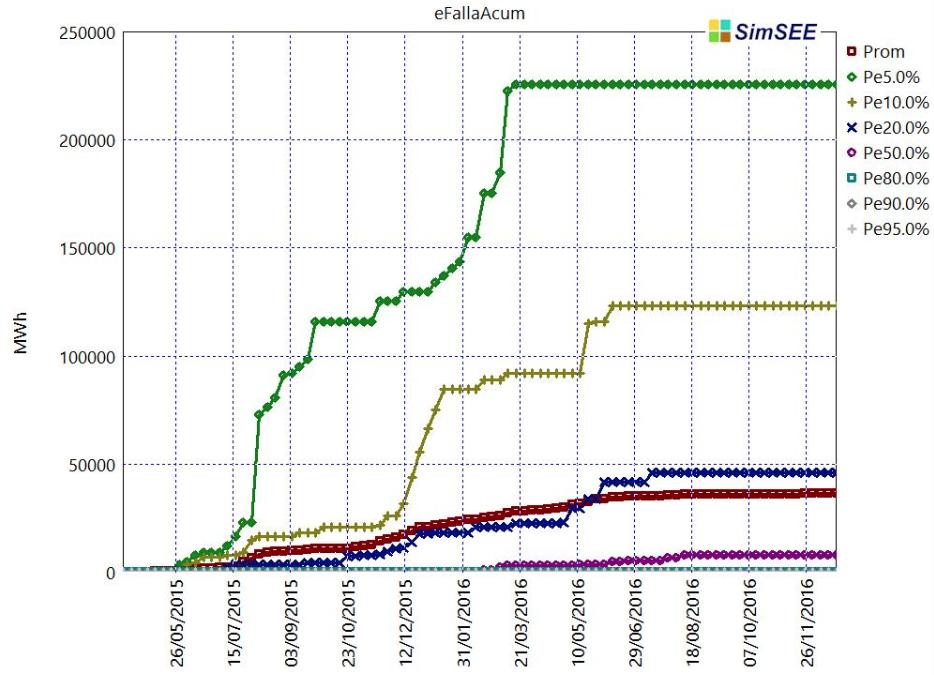 eFallaAcum
SimSEE
250000
200000
150000
100000
50000
0
MWh
26/05/2015
15/07/2015
03/09/2015
23/10/2015
12/12/2015
31/01/2016
21/03/2016
10/05/2016
29/06/2016
18/08/2016
07/10/2016
26/11/2016
Prom
Pe5.0%
Pe10.0%
Pe20.0%
Pe50.0%
Pe80.0%
Pe90.0%
Pe95.0%